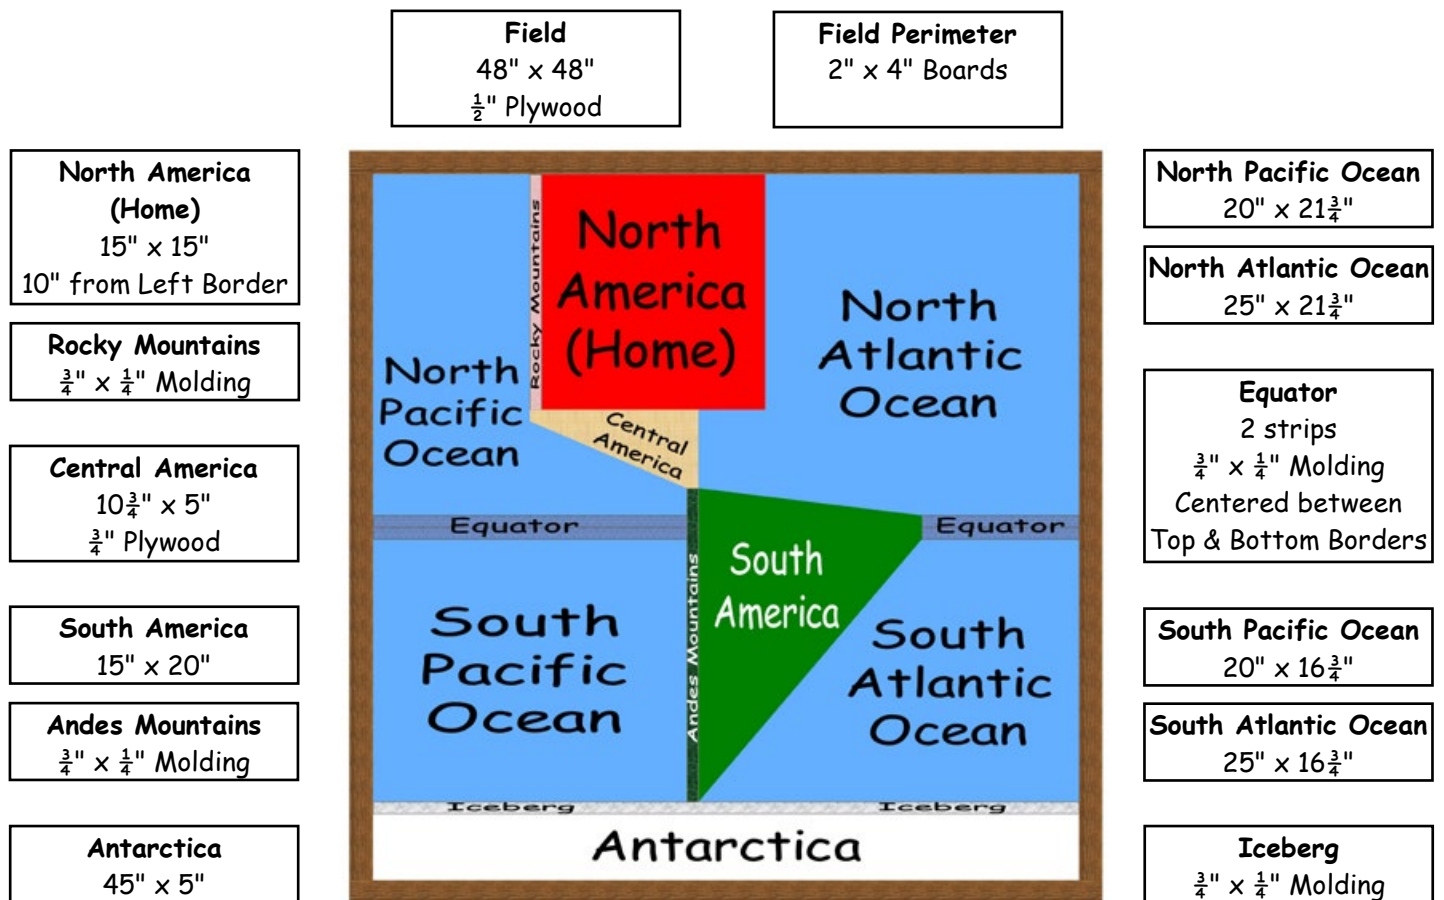 Field
48" x 48"
½" Plywood
Field Perimeter
2" x 4" Boards
North America
(Home)
15" x 15"
10" from Left Border
Rocky Mountains
¾" x ¼" Molding
Central America
10¾" x 5"
¾" Plywood
South America
15" x 20"
Andes Mountains
¾" x ¼" Molding
Antarctica
45" x 5"
Rocky Mountains
North
America
(Home)
North
Atlantic
Ocean
North
Pacific
Ocean
Central
America
Equator
Equator
South
America
Andes Mountains
South
Pacific
Ocean
South
Atlantic
Ocean
Iceberg
Iceberg
Antarctica
North Pacific Ocean
20" x 21¾"
North Atlantic Ocean
25" x 21¾"
Equator
2 strips
¾" x ¼" Molding
Centered between
Top & Bottom Borders
South Pacific Ocean
20" x 16¾"
South Atlantic Ocean
25" x 16¾"
Iceberg
¾" x ¼" Molding